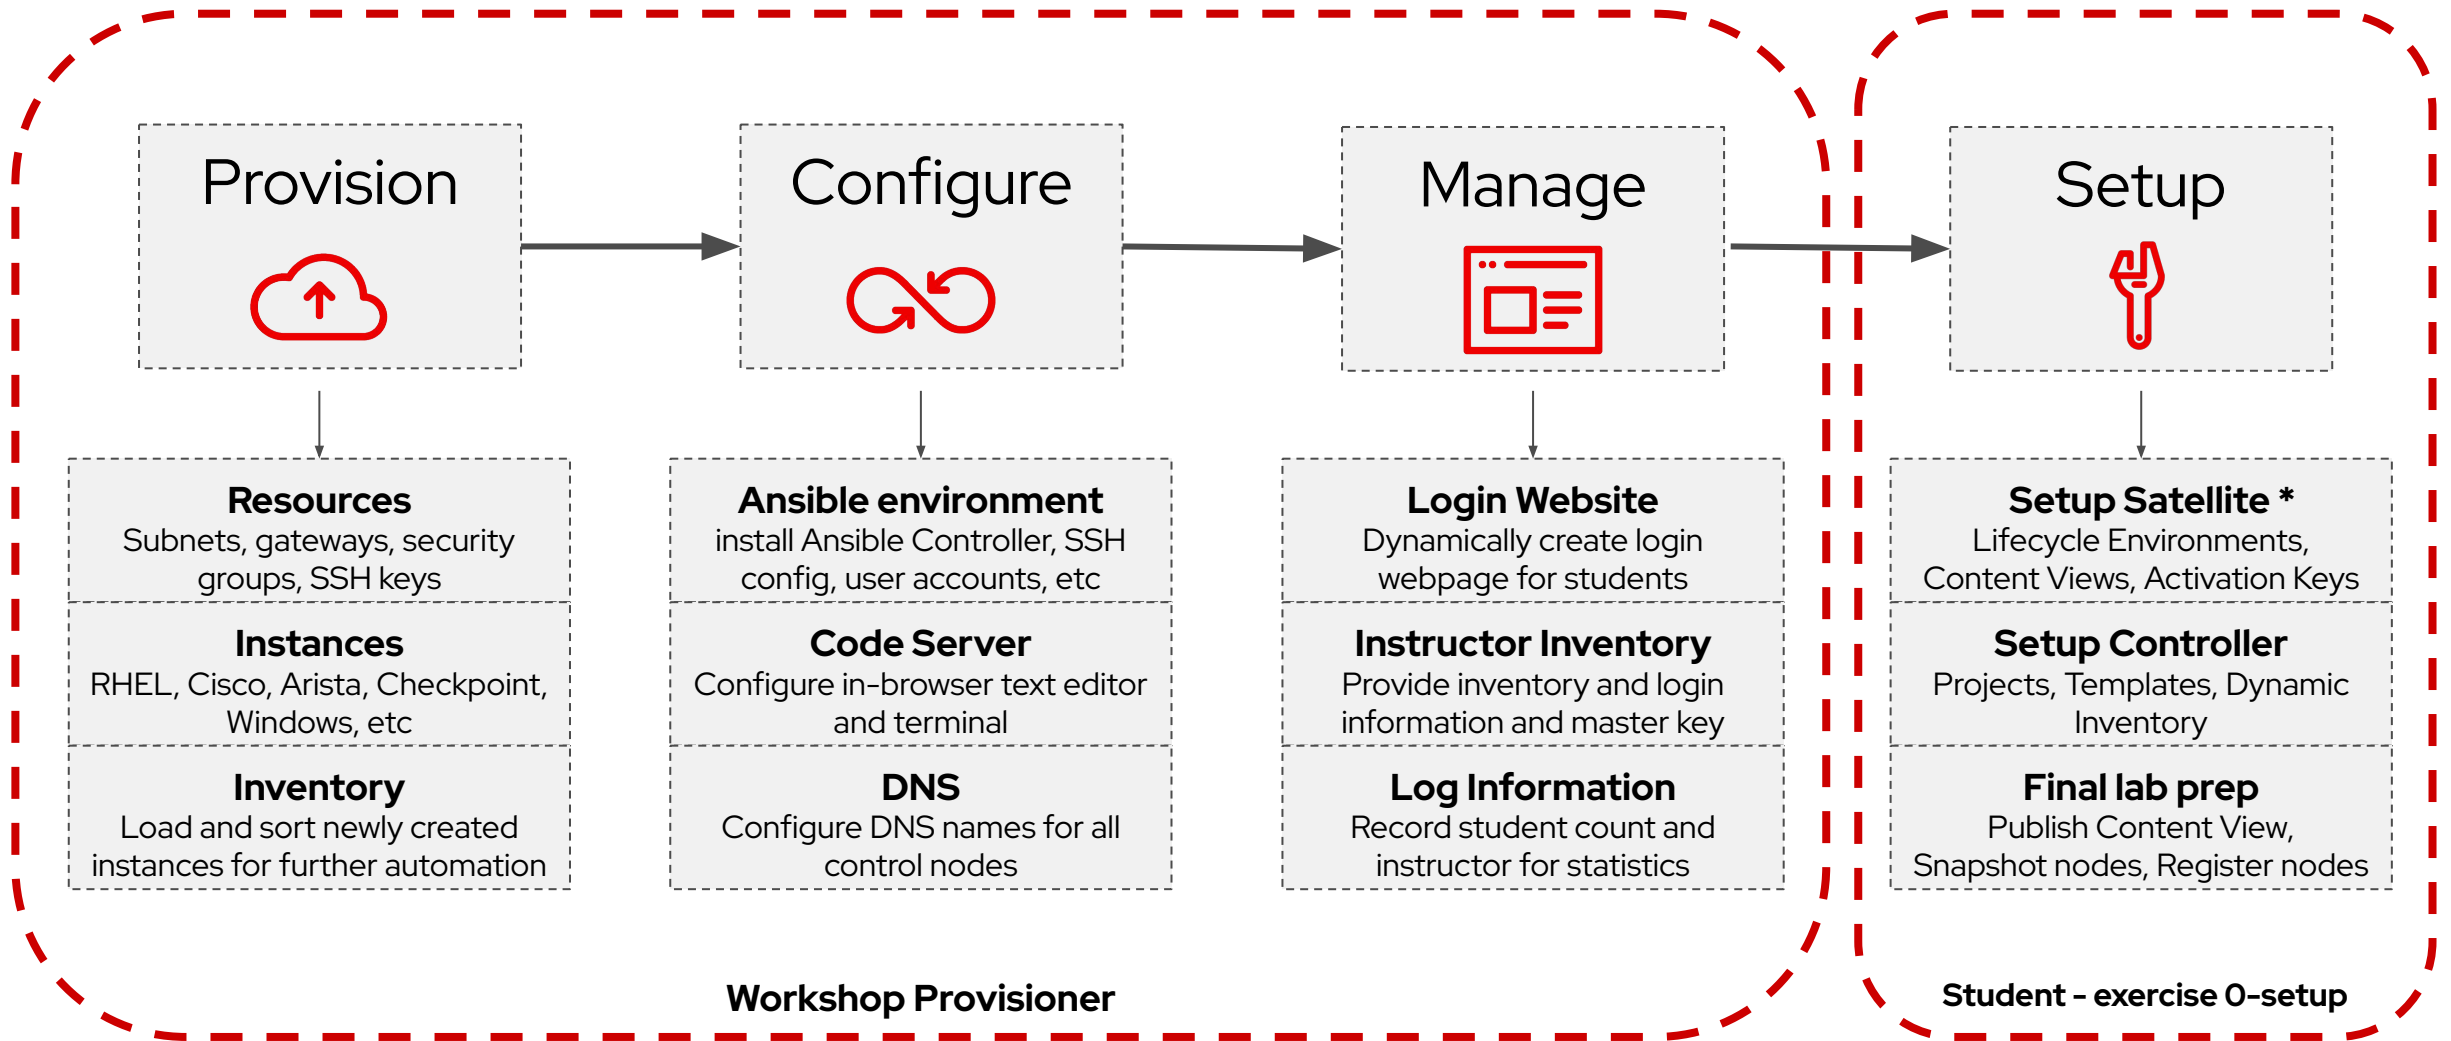 Provision
Resources
Subnets, gateways, security
groups, SSH keys
Instances
RHEL, Cisco, Arista, Checkpoint,
Windows, etc
Inventory
Load and sort newly created
instances for further automation
Configure
Ansible environment
install Ansible Controller, SSH
config, user accounts, etc
Code Server
Configure in-browser text editor
and terminal
DNS
Configure DNS names for all
control nodes
Manage
Login Website
Dynamically create login
webpage for students
Instructor Inventory
Provide inventory and login
information and master key
Log Information
Record student count and
instructor for statistics
Workshop Provisioner
Setup
Setup Satellite *
Lifecycle Environments,
Content Views, Activation Keys
Setup Controller
Projects, Templates, Dynamic
Inventory
Final lab prep
Publish Content View,
Snapshot nodes, Register nodes
Student - exercise 0-setup